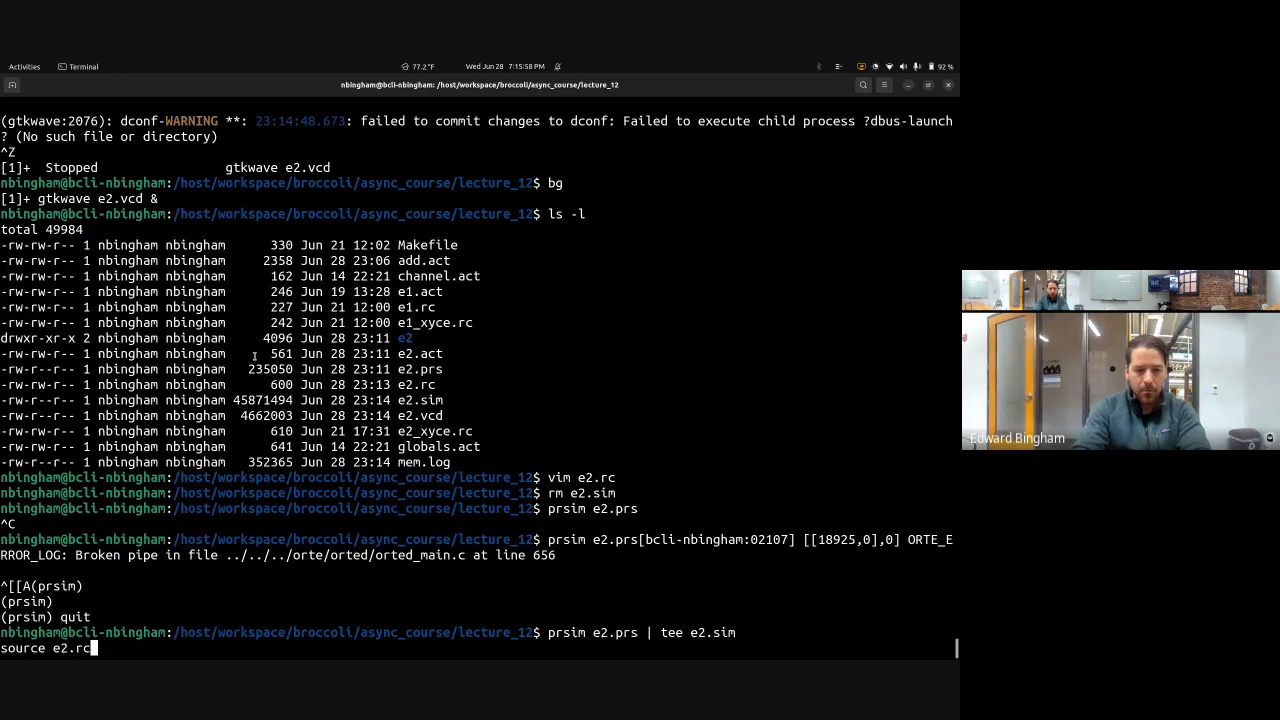 Activities
Terminal
77.2 °F
Wed Jun 28 7:15:58 PM
92 %
nbingham@bcli-nbingham: /host/workspace/broccoli/async_course/lecture_12
(gtkwave:2076): dconf-WARNING **: 23:14:48.673: failed to commit changes to dconf: Failed to execute child process ?dbus-launch
? (No such file or directory)
^Z
[1]+  Stopped                 gtkwave e2.vcd
nbingham@bcli-nbingham:/host/workspace/broccoli/async_course/lecture_12$ bg
[1]+ gtkwave e2.vcd &
nbingham@bcli-nbingham:/host/workspace/broccoli/async_course/lecture_12$ ls -l
total 49984
-rw-rw-r-- 1 nbingham nbingham      330 Jun 21 12:02 Makefile
-rw-rw-r-- 1 nbingham nbingham     2358 Jun 28 23:06 add.act
-rw-rw-r-- 1 nbingham nbingham      162 Jun 14 22:21 channel.act
-rw-rw-r-- 1 nbingham nbingham      246 Jun 19 13:28 e1.act
-rw-rw-r-- 1 nbingham nbingham      227 Jun 21 12:00 e1.rc
-rw-rw-r-- 1 nbingham nbingham      242 Jun 21 12:00 e1_xyce.rc
drwxr-xr-x 2 nbingham nbingham     4096 Jun 28 23:11 e2
-rw-rw-r-- 1 nbingham nbingham      561 Jun 28 23:11 e2.act
-rw-r--r-- 1 nbingham nbingham   235050 Jun 28 23:11 e2.prs
-rw-rw-r-- 1 nbingham nbingham      600 Jun 28 23:13 e2.rc
-rw-r--r-- 1 nbingham nbingham 45871494 Jun 28 23:14 e2.sim
-rw-r--r-- 1 nbingham nbingham  4662003 Jun 28 23:14 e2.vcd
-rw-rw-r-- 1 nbingham nbingham      610 Jun 21 17:31 e2_xyce.rc
-rw-rw-r-- 1 nbingham nbingham      641 Jun 14 22:21 globals.act
-rw-rw-r-- 1 nbingham nbingham   352365 Jun 28 23:14 mem.log
nbingham@bcli-nbingham:/host/workspace/broccoli/async_course/lecture_12$ vim e2.rc
nbingham@bcli-nbingham:/host/workspace/broccoli/async_course/lecture_12$ rm e2.sim
nbingham@bcli-nbingham:/host/workspace/broccoli/async_course/lecture_12$ prsim e2.prs
^C
nbingham@bcli-nbingham:/host/workspace/broccoli/async_course/lecture_12$ prsim e2.prs[bcli-nbingham:02107] [[18925,0],0] ORTE_E
RROR_LOG: Broken pipe in file ../../../orte/orted/orted_main.c at line 656
^[[A(prsim)
(prsim)
(prsim) quit
nbingham@bcli-nbingham:/host/workspace/broccoli/async_course/lecture_12$ prsim e2.prs | tee e2.sim
source e2.rc
Edward Bingham